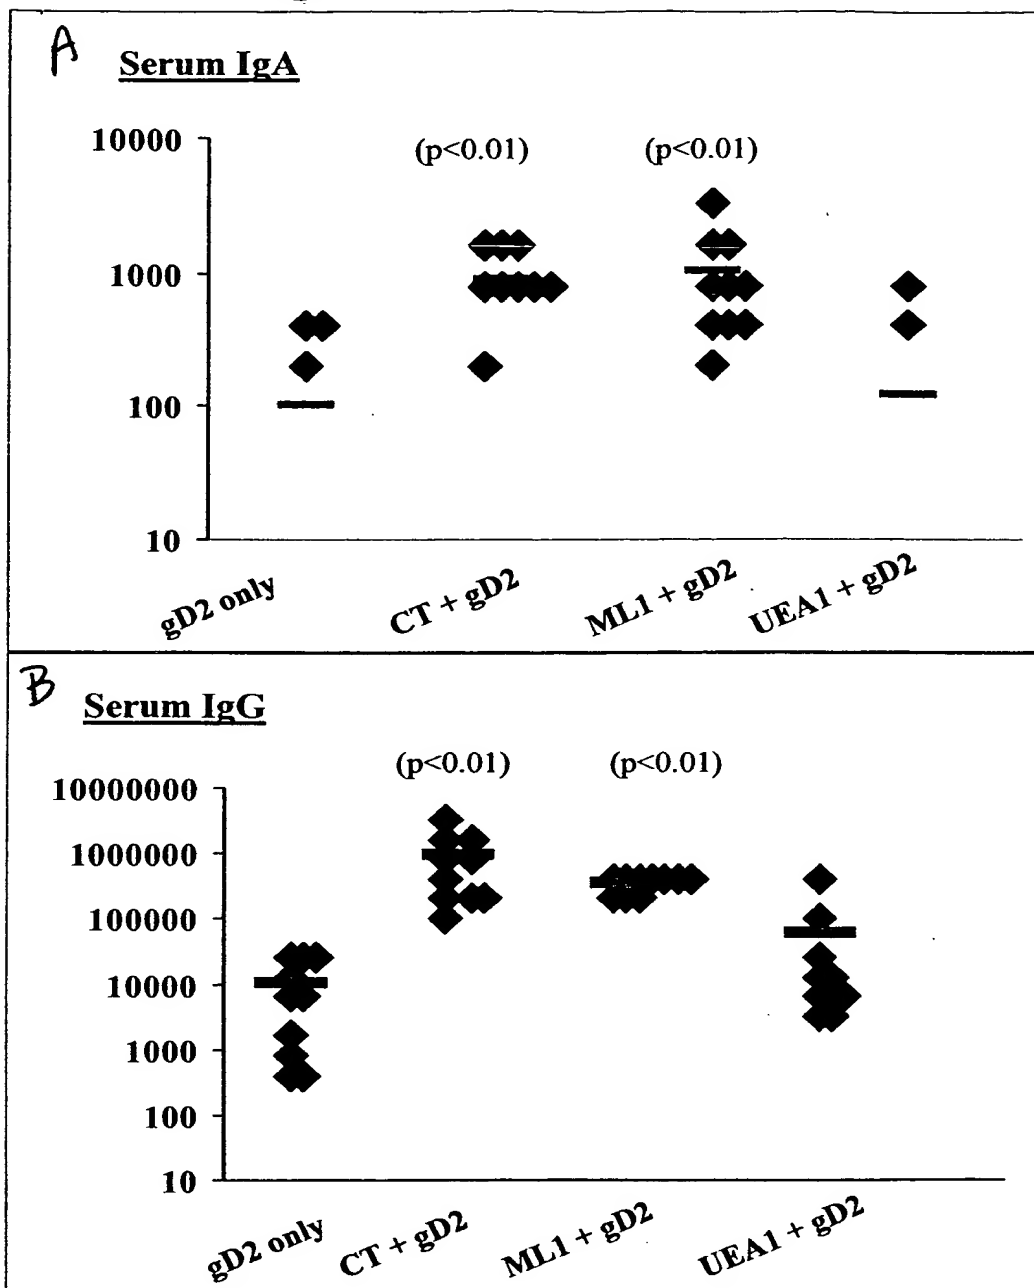 A
Serum IgA
10000
(p<0.01) (p<0.01)
1000
100
10
gD2 only CT + gD2 ML1 + gD2 UEA1 + gD2
B
Serum IgG
(p<0.01) (p<0.01)
10000000
1000000
100000
10000
1000
100
10
gD2 only CT + gD2 ML1 + gD2 UEA1 + gD2